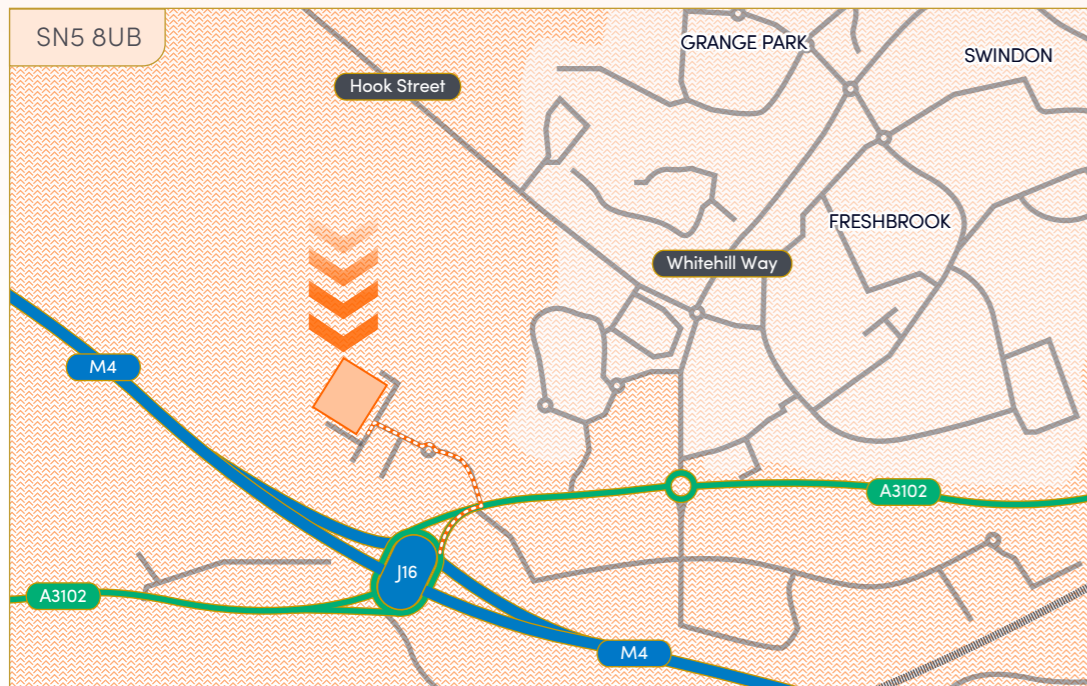 SN5 8UB
GRANGE PARK
SWINDON
Hook Street
FRESHBROOK
Whitehill Way
M4
A3102
J16
A3102
M4